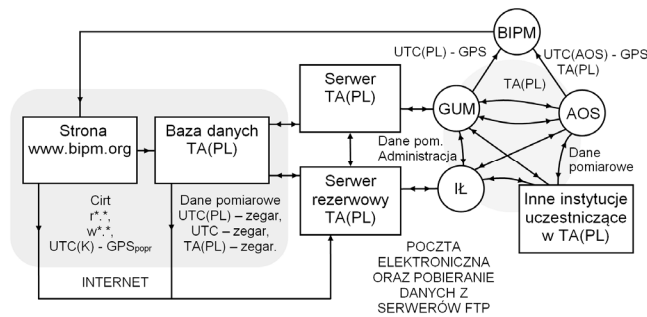 BIPM
UTC(PL) - GPS
UTC(AOS) - GPS
TA(PL)
TA(PL)
Serwer
TA(PL)
GUM
AOS
Strona
www.bipm.org
Baza danych
TA(PL)
Dane pom.
Administracja
Dane
pomiarowe
Serwer
rezerwowy
TA(PL)
IŁ
Inne instytucje
uczestniczące
w TA(PL)
Cirt
r*.*,
w*.*,
UTC(K) - GPSpopr
Dane pomiarowe
UTC(PL) – zegar,
UTC – zegar,
TA(PL) – zegar.
INTERNET
POCZTA
ELEKTRONICZNA
ORAZ POBIERANIE
DANYCH Z
SERWERÓW FTP